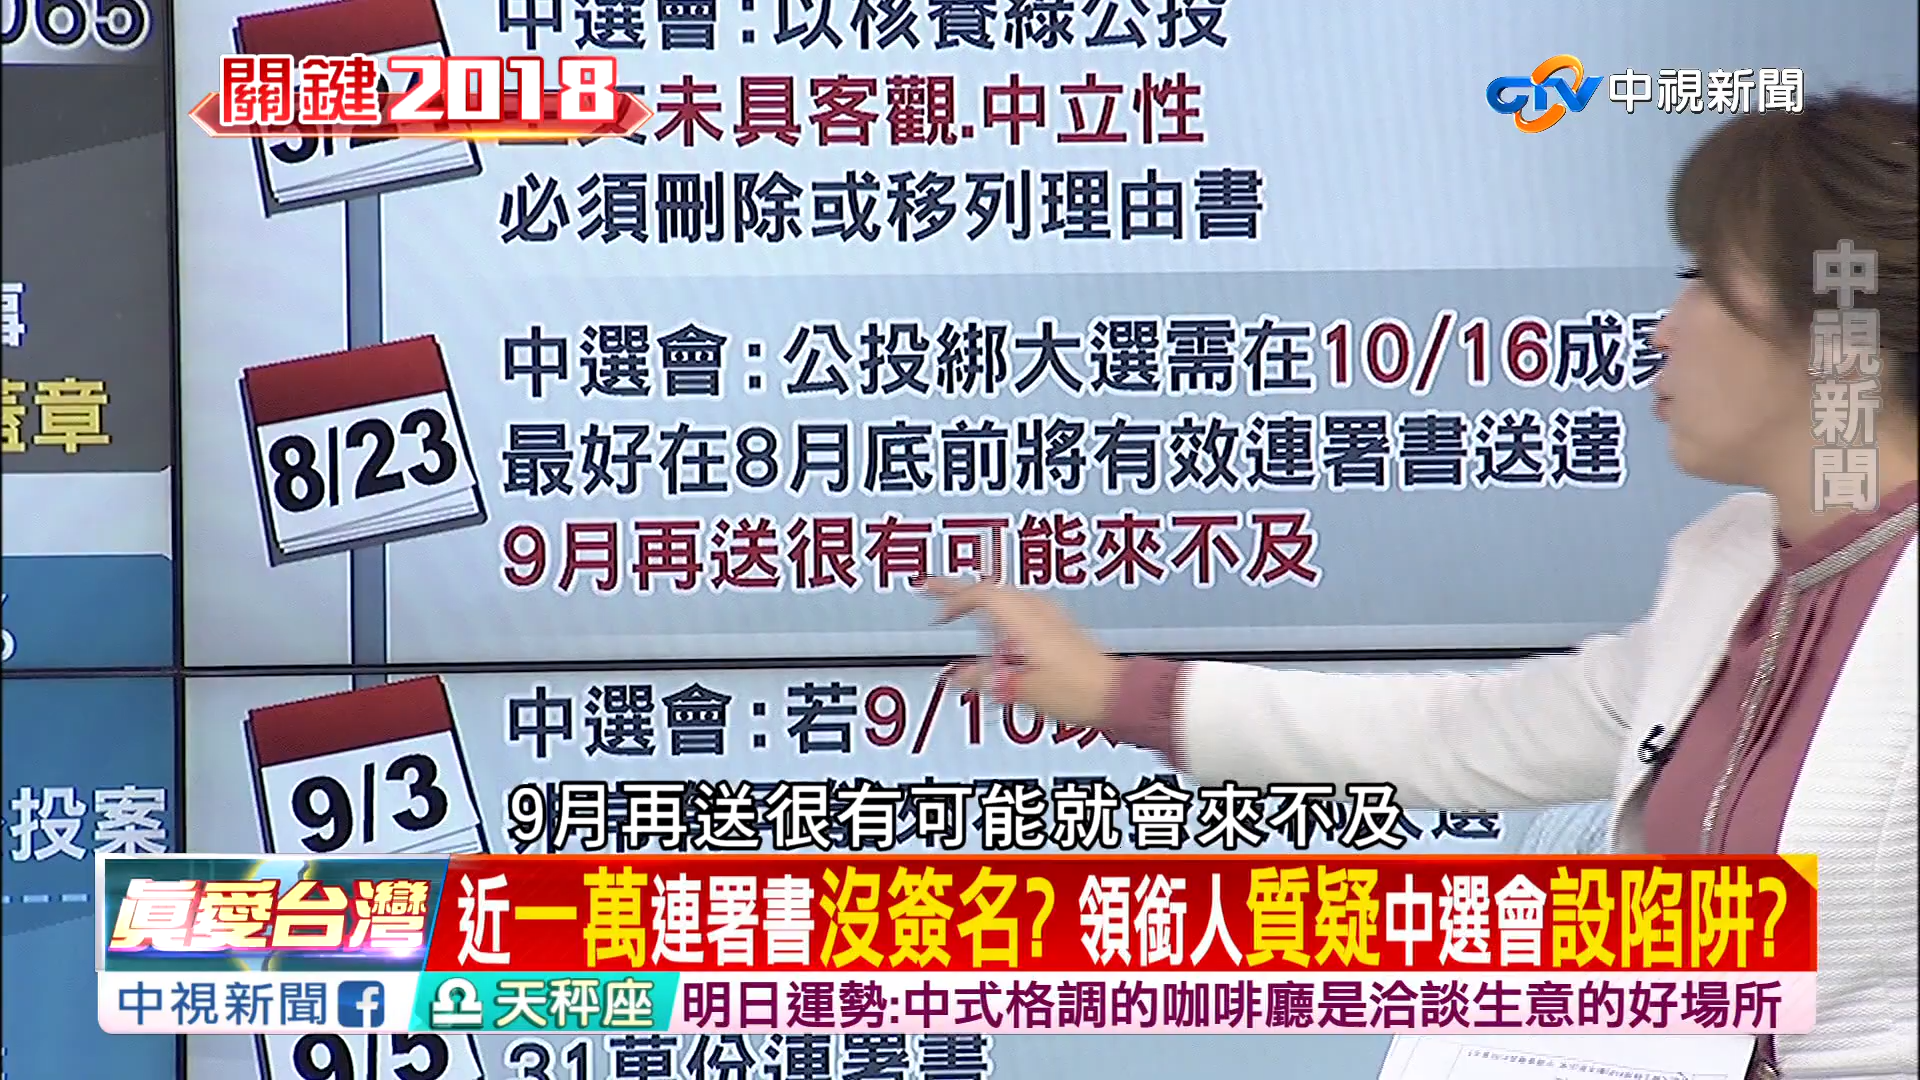 065
中選會:以核養綠公投
關鍵2018
中視新聞
未具客觀.中立性
必須刪除或移列理由書
中視新聞
8/23
中選會:公投綁大選需在10/16成案
最好在8月底前將有效連署書送達
9月再送很有可能來不及
蓋章
9/3
中選會:若9/10以
投案
9月再送很有可能就會來不及
真愛台灣
近一萬連署書沒簽名? 領銜人質疑中選會設陷阱?
中視新聞
天秤座
明日運勢:中式格調的咖啡廳是洽談生意的好場所
9/5
31萬份連署書